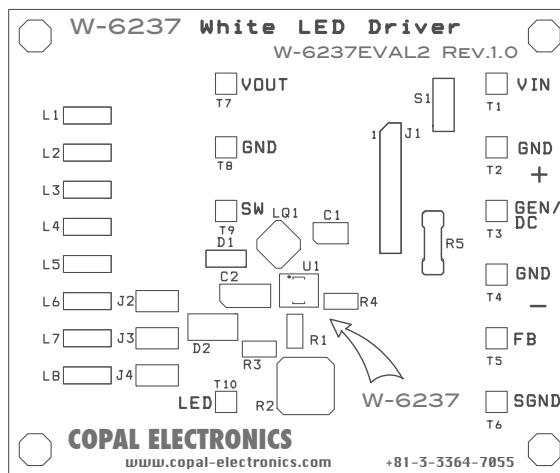 W-6237 White LED Driver
W-6237EVAL2 Rev.1.0
VOUT
T7
S1
VIN
T1
L1
1 J1
L2
GND
T8
GND
T2
+
L3
SW
T9
LQ1
C1
GEN/
DC
T3
L4
D1
R5
L5
U1
GND
T4
C2
L6
J2
R4
−
L7
J3
D2
R1
FB
T5
R3
L8
J4
T10
LED
R2
W-6237
SGND
T6
COPAL ELECTRONICS
www.copal-electronics.com
+81-3-3364-7055